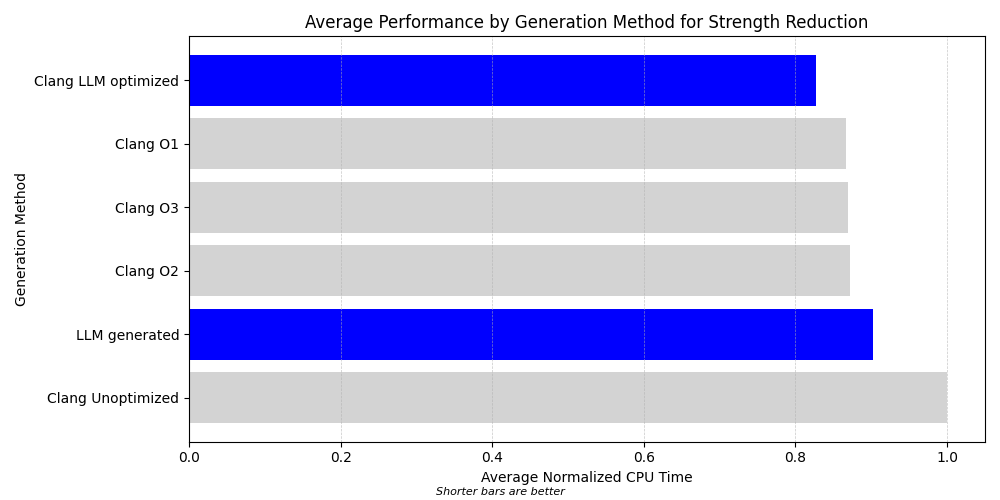 Average Performance by Generation Method for Strength Reduction
Generation Method
Clang LLM optimized
Clang O1
Clang O3
Clang O2
LLM generated
Clang Unoptimized
0.0 0.2 0.4 0.6 0.8 1.0
Average Normalized CPU Time
Shorter bars are better